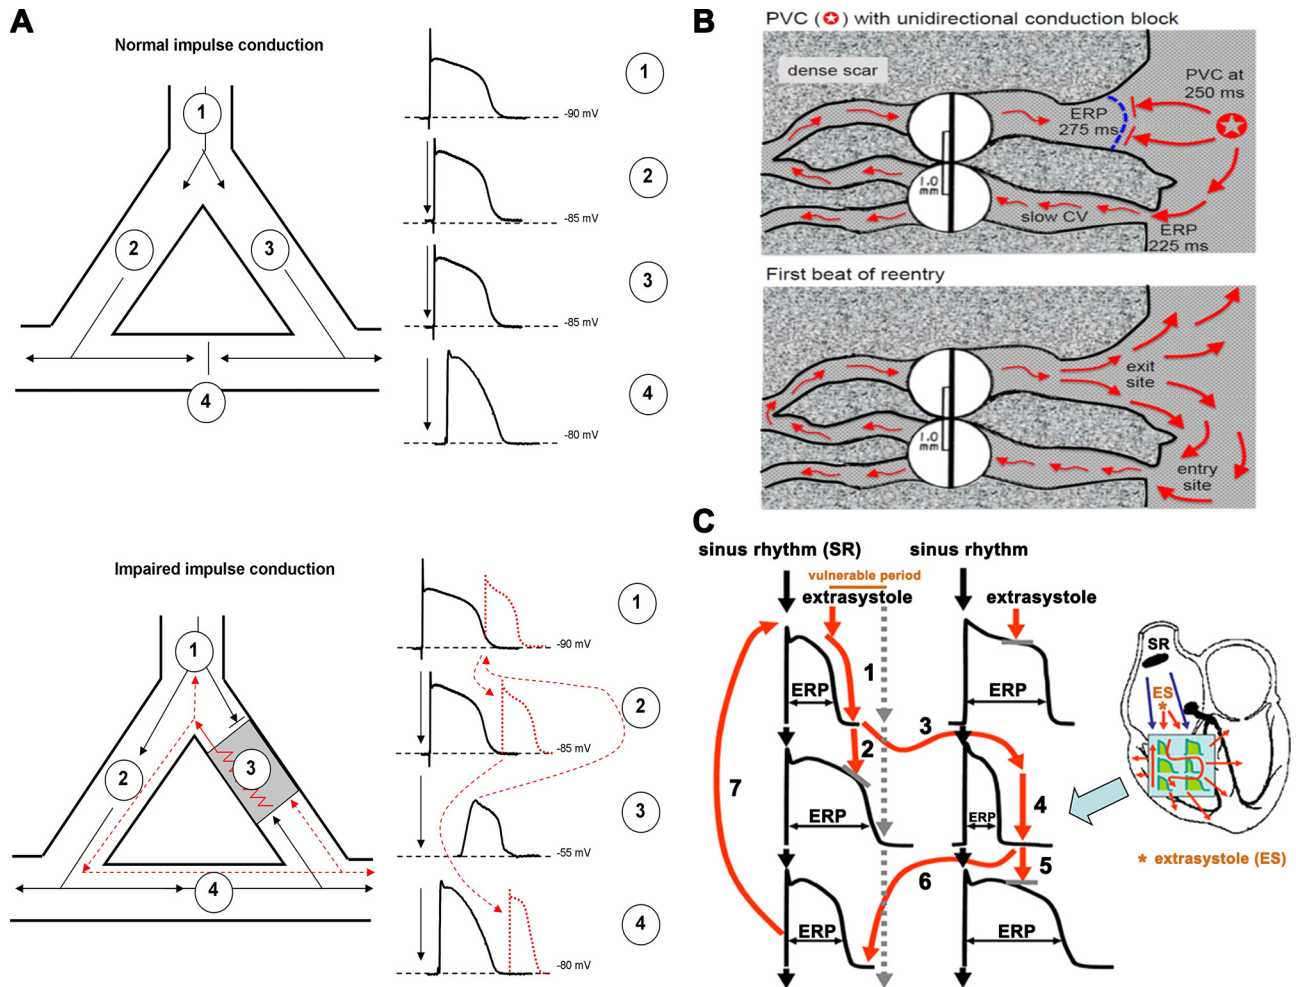 A
Normal impulse conduction
1
2
3
4
1
-90 mV
2
-85 mV
3
-85 mV
4
-80 mV
Impaired impulse conduction
1
2
3
4
1
-90 mV
2
-85 mV
3
-55 mV
4
-80 mV
B
PVC (★) with unidirectional conduction block
dense scar
PVC at
250 ms
ERP
275 ms
1.0
mm
slow CV
ERP
225 ms
First beat of reentry
exit
site
1.0
mm
entry
site
C
sinus rhythm (SR)
sinus rhythm
vulnerable period
extrasystole
extrasystole
1
ERP
ERP
2
3
7
4
ERP
ERP
5
6
ERP
ERP
SR
ES
*
* extrasystole (ES)